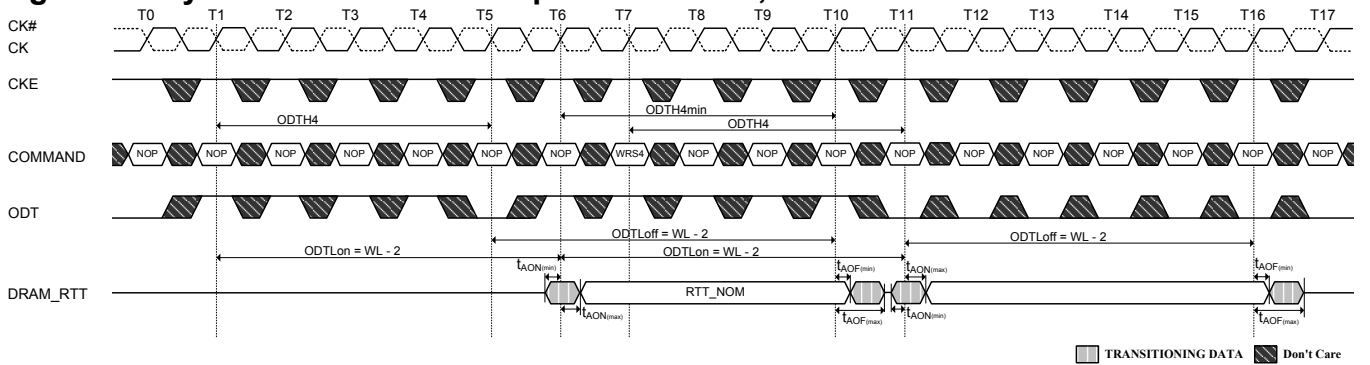 T0 T1 T2 T3 T4 T5 T6 T7 T8 T9 T10 T11 T12 T13 T14 T15 T16 T17
CK#
CK
CKE
ODTH4 ODTH4min
ODTH4
COMMAND NOP NOP NOP NOP NOP NOP NOP WRS4 NOP NOP NOP NOP NOP NOP NOP NOP NOP NOP
ODT
ODTLoff = WL - 2 ODTLoff = WL - 2
ODTLon = WL - 2 ODTLon = WL - 2
tAON(min) tAOF(min) tAON(max) tAOF(min)
DRAM_RTT RTT_NOM
tAON(max) tAOF(max) tAON(min) tAOF(max)
TRANSITIONING DATA Don't Care